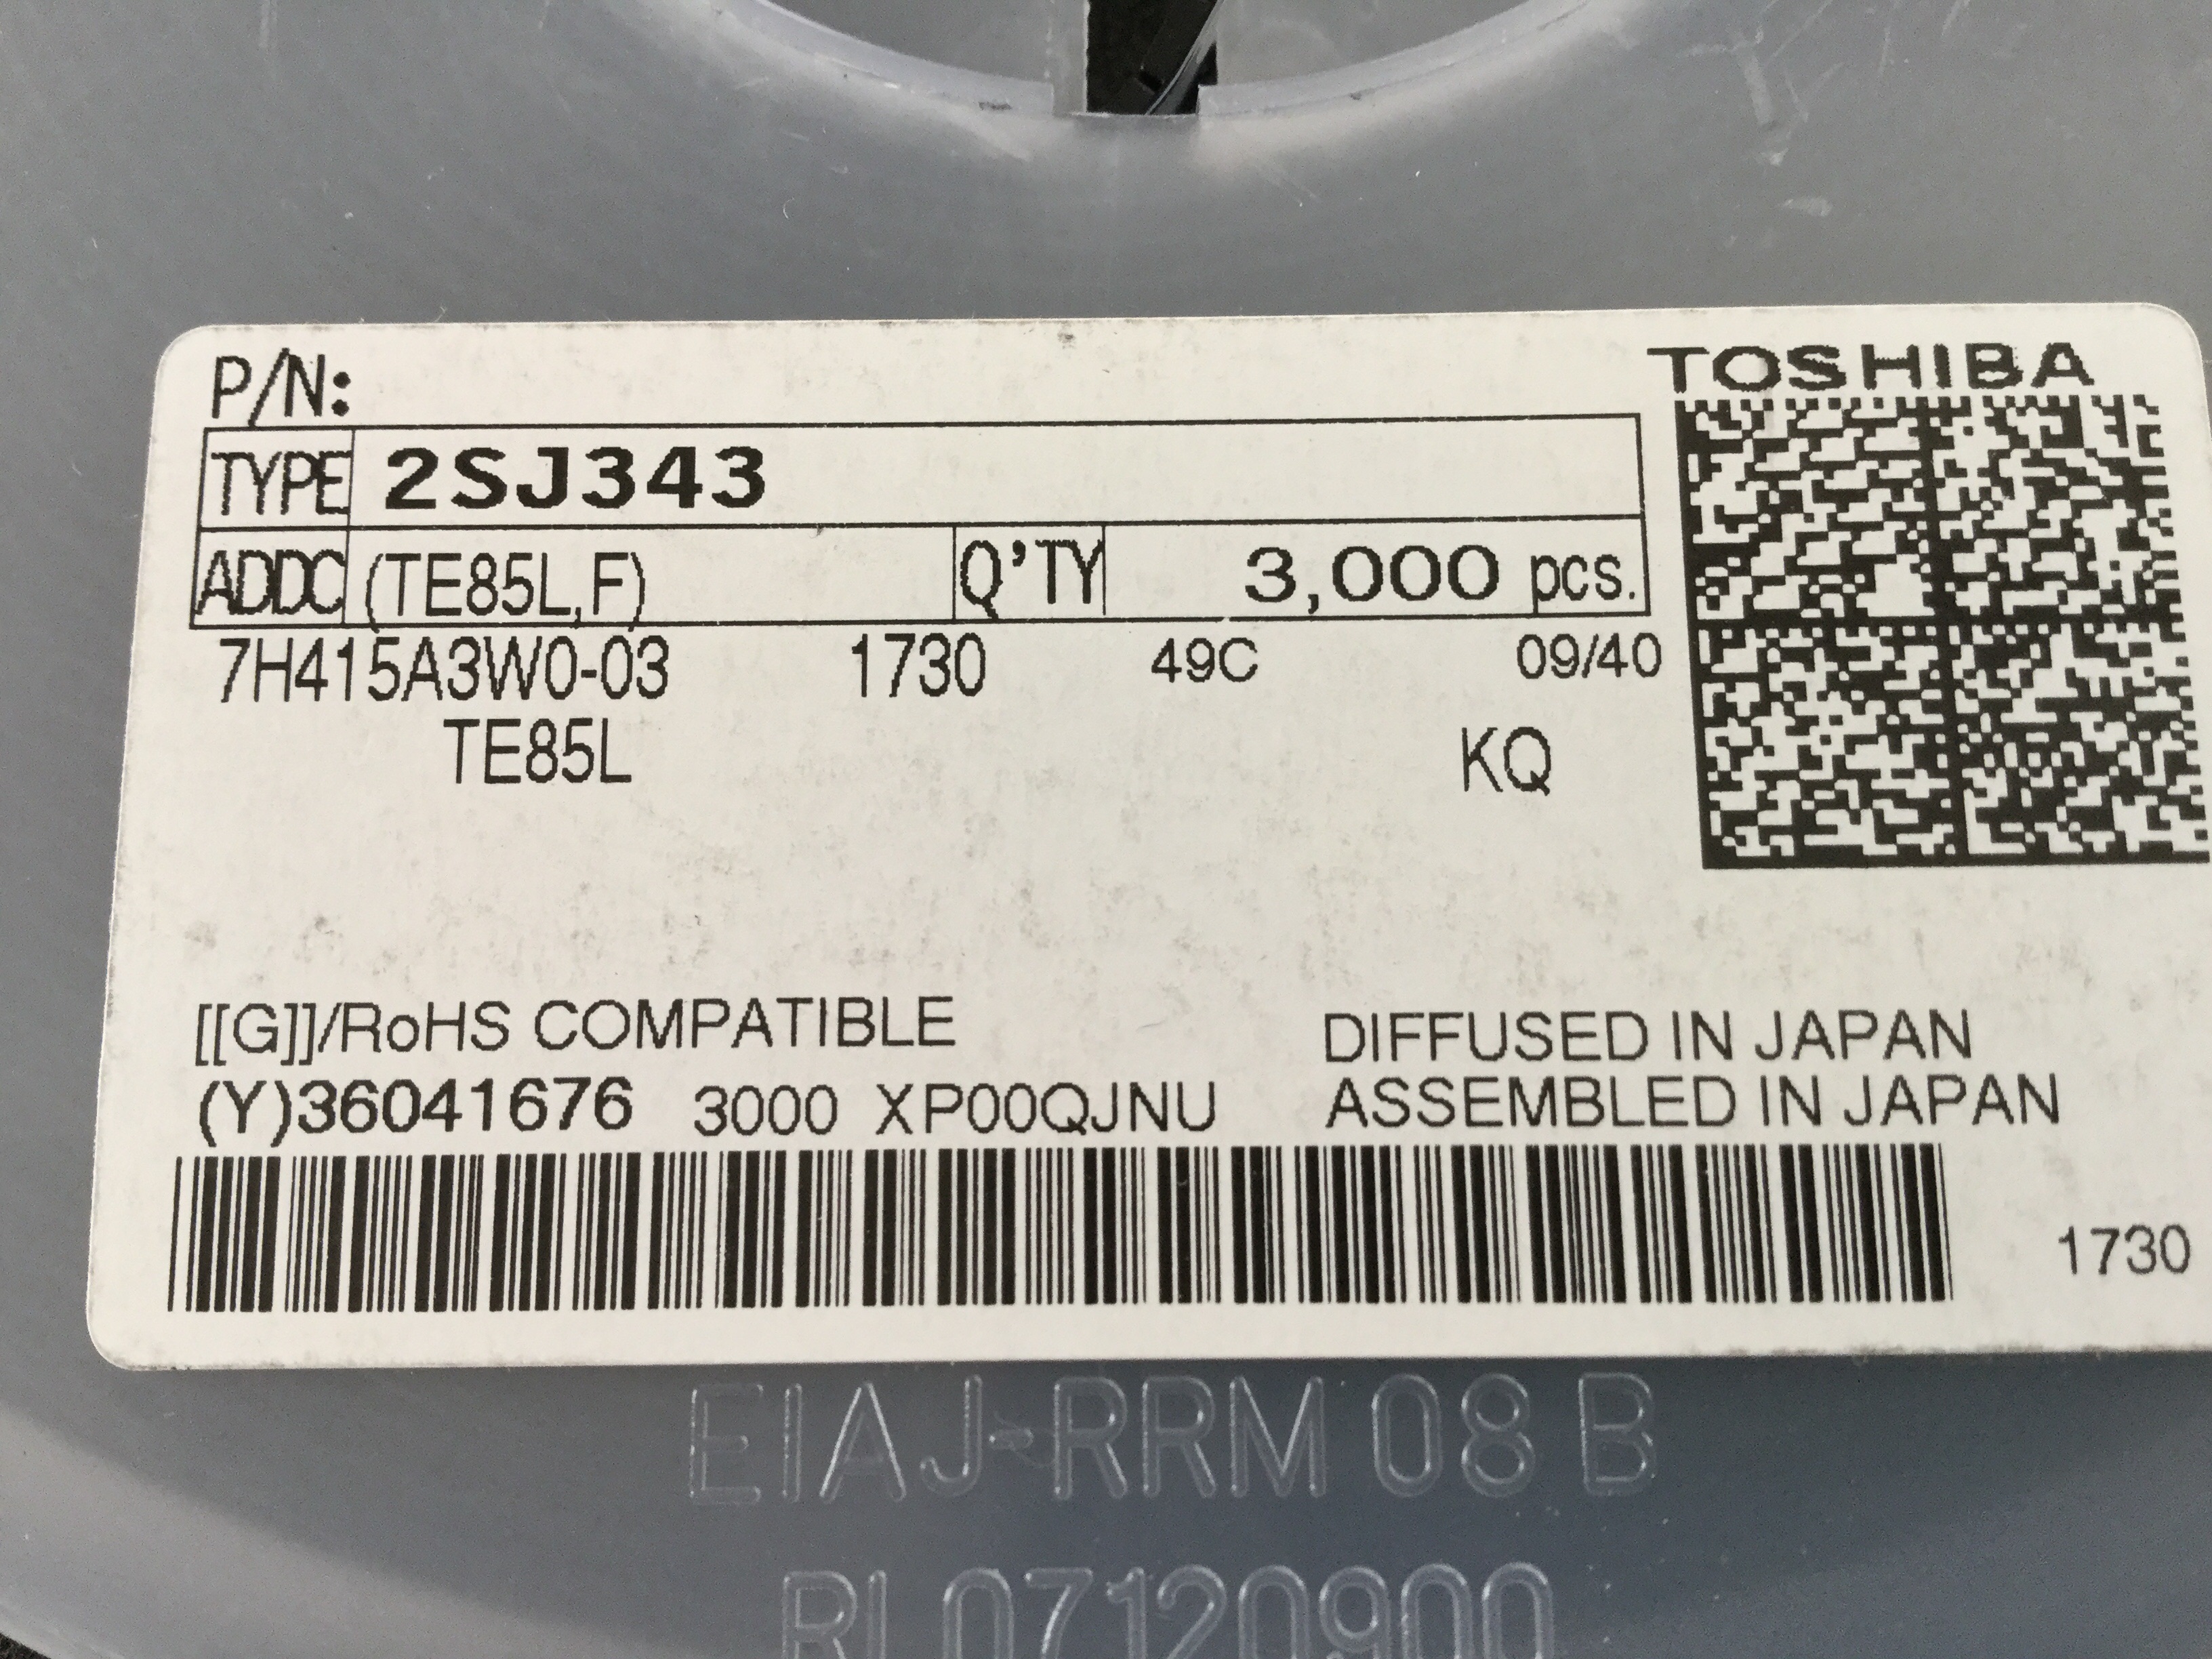 P/N:
TOSHIBA
TYPE 2SJ343
ADDC (TE85L,F) Q'TY 3,000 pcs.
7H415A3W0-03 1730 49C 09/40
TE85L KQ
[[G]]/RoHS COMPATIBLE DIFFUSED IN JAPAN
(Y)36041676 3000 XP00QJNU ASSEMBLED IN JAPAN
1730
EIAJ-RRM 08 B
RL07120900